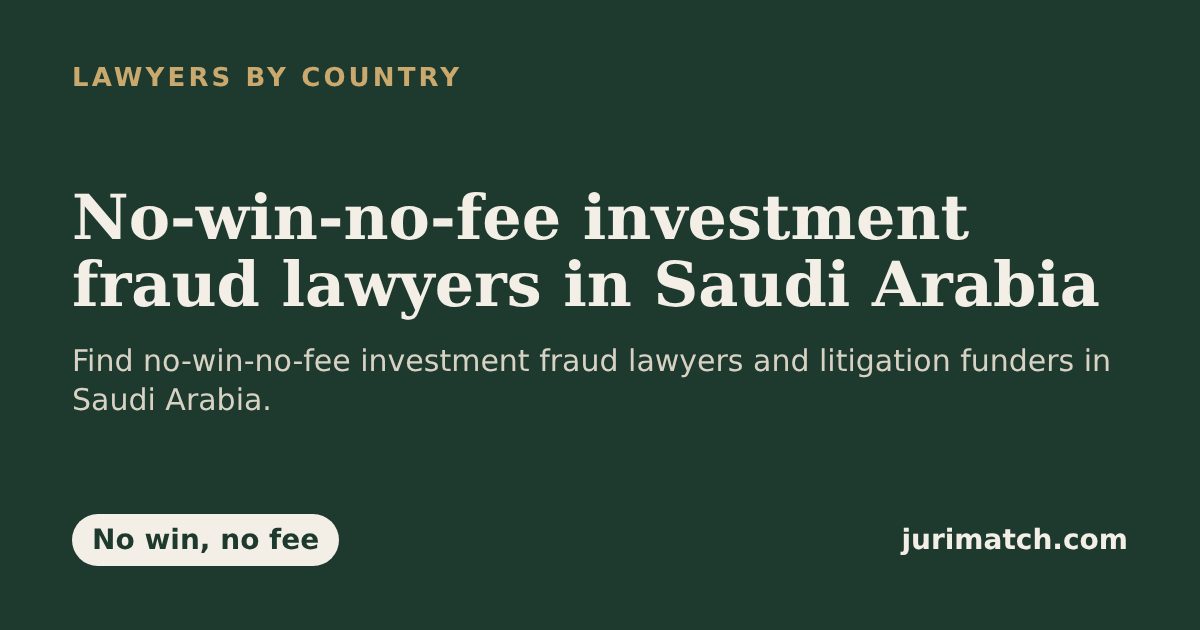 LAWYERS BY COUNTRY
No-win-no-fee investment
fraud lawyers in Saudi Arabia
Find no-win-no-fee investment fraud lawyers and litigation funders in
Saudi Arabia.
No win, no fee
jurimatch.com